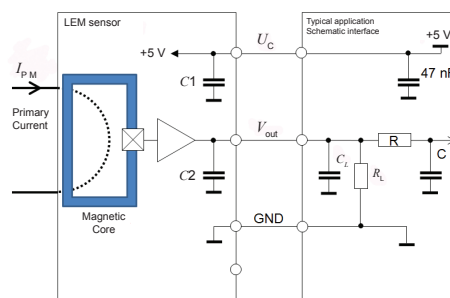 LEM sensor
Typical application
Schematic interface
+5 V
U_C
+5 V
I_PM
C1
47 nF
Primary
Current
V_out
R
C2
C_L
R_L
C
Magnetic
Core
GND